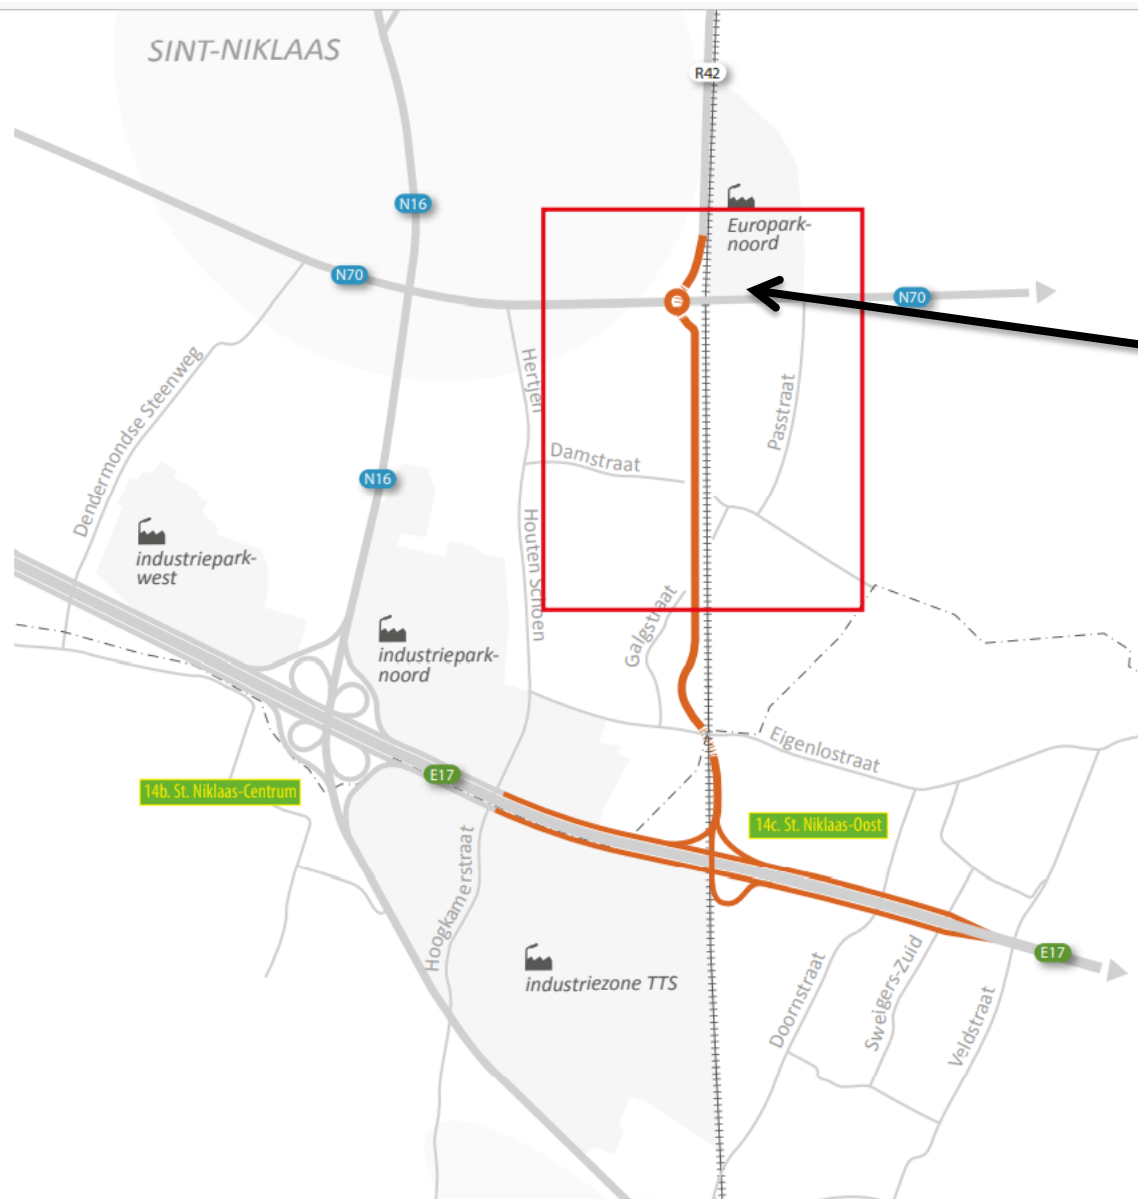 SINT-NIKLAAS
R42
N16
Europark-
noord
N70
N70
Hertjen
Dendermondse Steenweg
Passtraat
Damstraat
N16
industriepark-
west
Houten Schoen
Galgstraat
industriepark-
noord
Eigenlostraat
E17
14b. St. Niklaas-Centrum
14c. St. Niklaas-Oost
Hoogkamerstraat
E17
industriezone TTS
Doornstraat
Sweigers-Zuid
Veldstraat